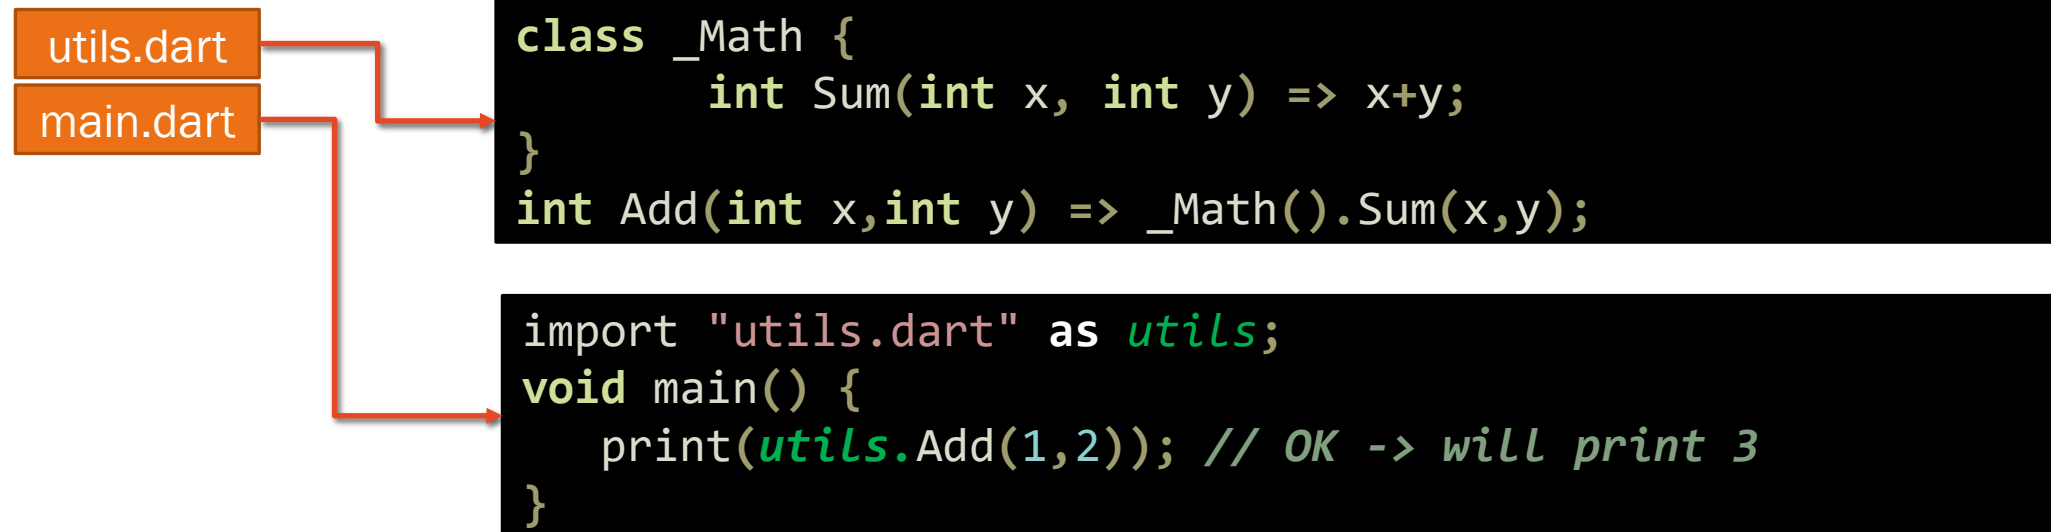 utils.dart
main.dart
class _Math {
int Sum(int x, int y) => x+y;
}
int Add(int x,int y) => _Math().Sum(x,y);
import "utils.dart" as utils;
void main() {
print(utils.Add(1,2)); // OK -> will print 3
}